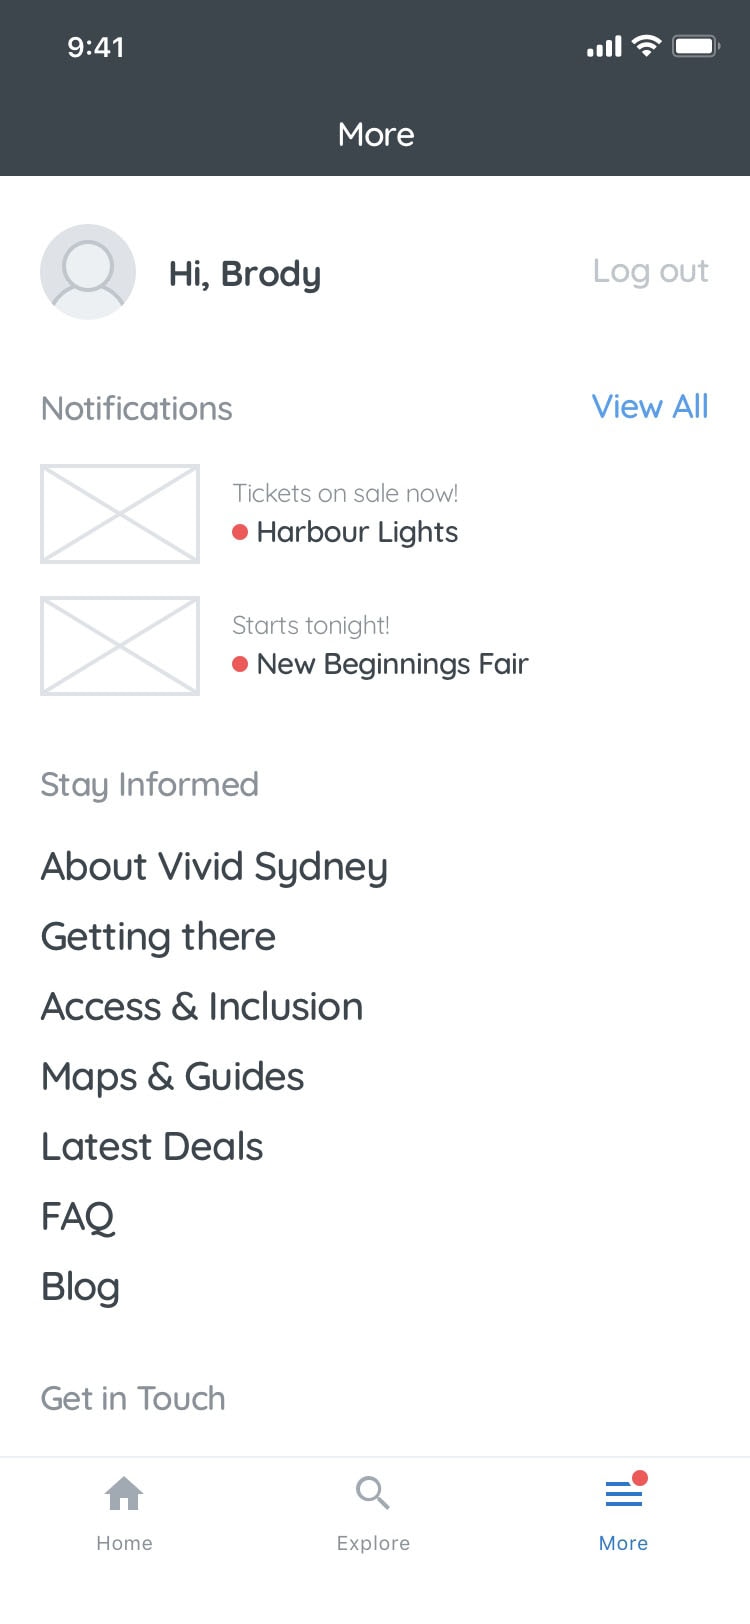 9:41
More
Hi, Brody
Log out
Notifications
View All
Tickets on sale now!
Harbour Lights
Starts tonight!
New Beginnings Fair
Stay Informed
About Vivid Sydney
Getting there
Access & Inclusion
Maps & Guides
Latest Deals
FAQ
Blog
Get in Touch
Home
Explore
More